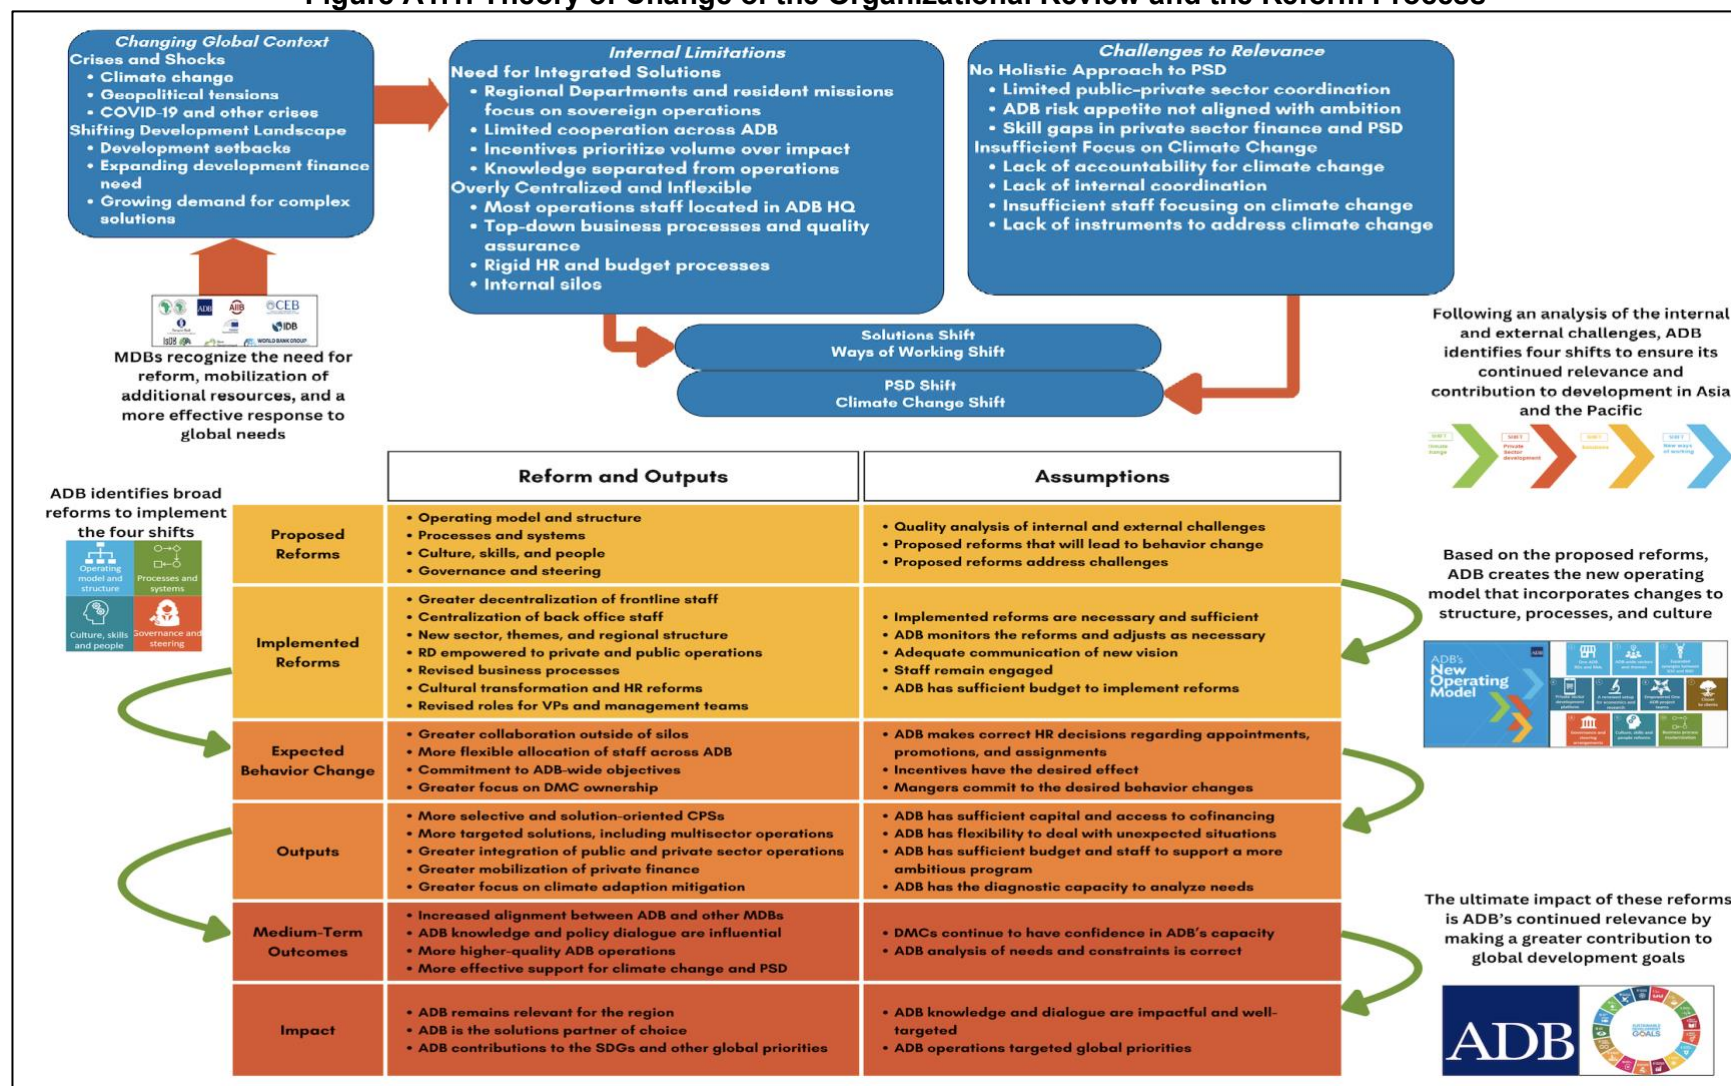 Figure A1.1. Theory of Change of the Organizational Review and the Reform Process
Changing Global Context
Crises and Shocks
• Climate change
• Geopolitical tensions
• COVID-19 and other crises
Shifting Development Landscape
• Development setbacks
• Expanding development finance
need
• Growing demand for complex
solutions
Internal Limitations
Need for Integrated Solutions
• Regional Departments and resident missions
focus on sovereign operations
• Limited cooperation across ADB
• Incentives prioritize volume over impact
• Knowledge separated from operations
Overly Centralized and Inflexible
• Most operations staff located in ADB HQ
• Top-down business processes and quality
assurance
• Rigid HR and budget processes
• Internal silos
Challenges to Relevance
No Holistic Approach to PSD
• Limited public-private sector coordination
• ADB risk appetite not aligned with ambition
• Skill gaps in private sector finance and PSD
Insufficient Focus on Climate Change
• Lack of accountability for climate change
• Lack of internal coordination
• Insufficient staff focusing on climate change
• Lack of instruments to address climate change
ADB
AIIB
CEB
IDB
IsDB
WORLD BANK GROUP
MDBs recognize the need for
reform, mobilization of
additional resources, and a
more effective response to
global needs
Solutions Shift
Ways of Working Shift
PSD Shift
Climate Change Shift
Following an analysis of the internal
and external challenges, ADB
identifies four shifts to ensure its
continued relevance and
contribution to development in Asia
and the Pacific
Private
Sector
development
New ways
of working
ADB identifies broad
reforms to implement
the four shifts
Operating
model and
structure
Processes and
systems
Culture, skills
and people
Governance and
steering
Reform and Outputs
Assumptions
Proposed
Reforms
• Operating model and structure
• Processes and systems
• Culture, skills, and people
• Governance and steering
• Quality analysis of internal and external challenges
• Proposed reforms that will lead to behavior change
• Proposed reforms address challenges
Implemented
Reforms
• Greater decentralization of frontline staff
• Centralization of back office staff
• New sector, themes, and regional structure
• RD empowered to private and public operations
• Revised business processes
• Cultural transformation and HR reforms
• Revised roles for VPs and management teams
• Implemented reforms are necessary and sufficient
• ADB monitors the reforms and adjusts as necessary
• Adequate communication of new vision
• Staff remain engaged
• ADB has sufficient budget to implement reforms
Expected
Behavior Change
• Greater collaboration outside of silos
• More flexible allocation of staff across ADB
• Commitment to ADB-wide objectives
• Greater focus on DMC ownership
• ADB makes correct HR decisions regarding appointments,
promotions, and assignments
• Incentives have the desired effect
• Mangers commit to the desired behavior changes
Outputs
• More selective and solution-oriented CPSs
• More targeted solutions, including multisector operations
• Greater integration of public and private sector operations
• Greater mobilization of private finance
• Greater focus on climate adaption mitigation
• ADB has sufficient capital and access to cofinancing
• ADB has flexibility to deal with unexpected situations
• ADB has sufficient budget and staff to support a more
ambitious program
• ADB has the diagnostic capacity to analyze needs
Medium-Term
Outcomes
• Increased alignment between ADB and other MDBs
• ADB knowledge and policy dialogue are influential
• More higher-quality ADB operations
• More effective support for climate change and PSD
• DMCs continue to have confidence in ADB's capacity
• ADB analysis of needs and constraints is correct
Impact
• ADB remains relevant for the region
• ADB is the solutions partner of choice
• ADB contributions to the SDGs and other global priorities
• ADB knowledge and dialogue are impactful and well-
targeted
• ADB operations targeted global priorities
Based on the proposed reforms,
ADB creates the new operating
model that incorporates changes to
structure, processes, and culture
ADB's
New
Operating
Model
The ultimate impact of these reforms
is ADB's continued relevance by
making a greater contribution to
global development goals
ADB
SUSTAINABLE
DEVELOPMENT
GOALS